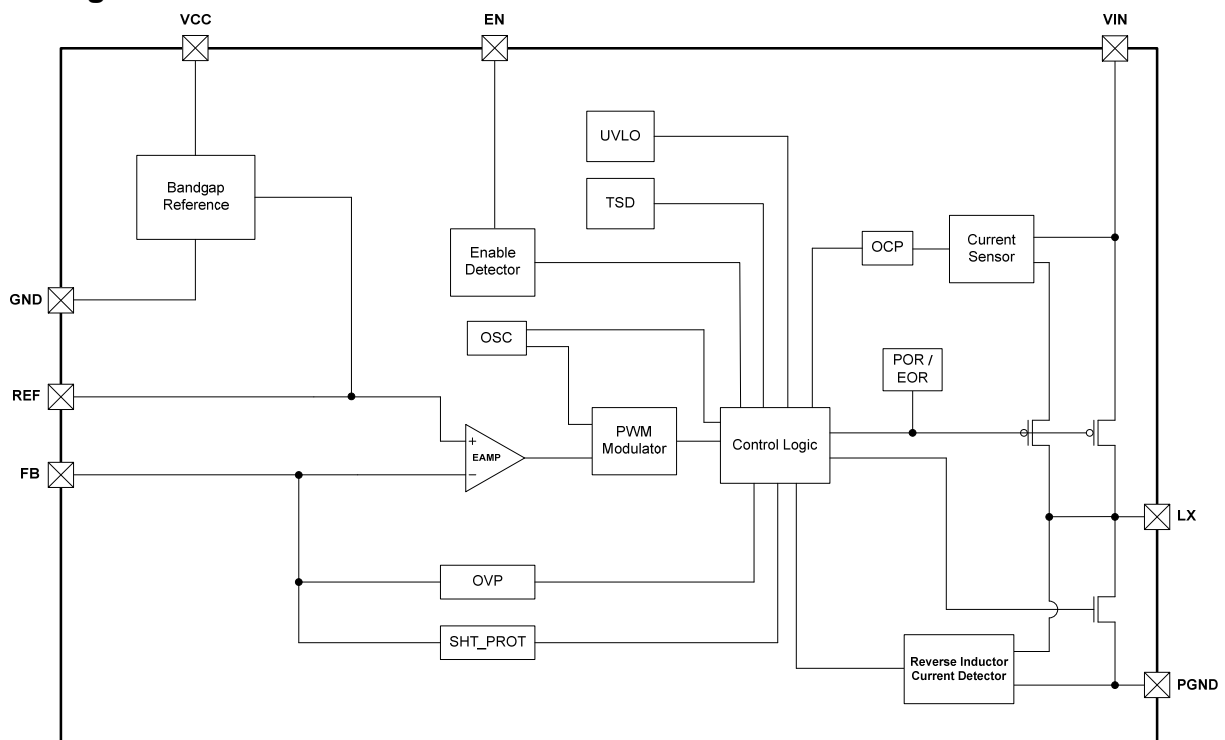 VCC
EN
VIN
UVLO
Bandgap
Reference
TSD
OCP
Current
Sensor
Enable
Detector
GND
OSC
POR /
EOR
REF
+
EAMP
−
PWM
Modulator
Control Logic
FB
LX
OVP
SHT_PROT
Reverse Inductor
Current Detector
PGND